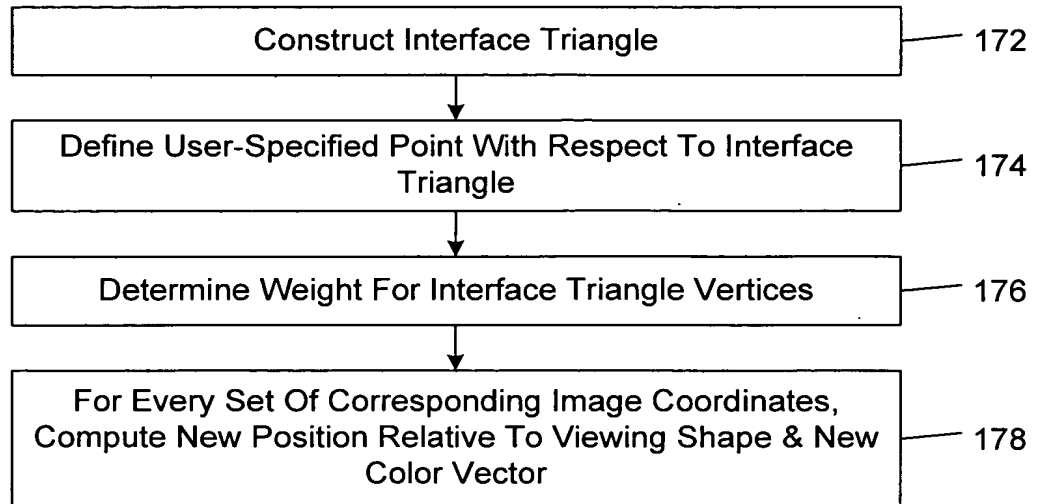 Construct Interface Triangle
172
Define User-Specified Point With Respect To Interface
Triangle
174
Determine Weight For Interface Triangle Vertices
176
For Every Set Of Corresponding Image Coordinates,
Compute New Position Relative To Viewing Shape & New
Color Vector
178